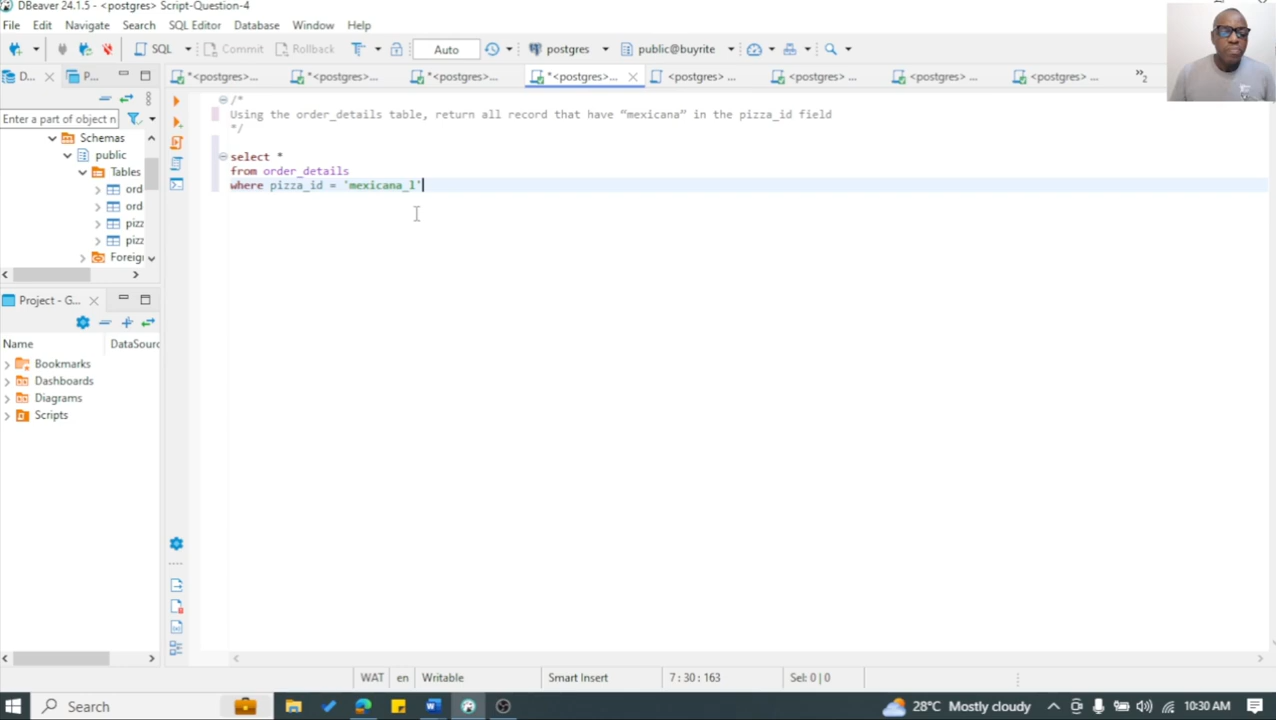 DBeaver 24.1.5 - <postgres> Script-Question-4
File Edit Navigate Search SQL Editor Database Window Help
SQL Commit Rollback Auto postgres public@buyrite
D... P... *<postgres>... *<postgres>... *<postgres>... *<postgres>... <postgres> ... <postgres> ... <postgres> ... <postgres> ... »2
Enter a part of object n
Schemas
public
Tables
ord
ord
pizz
pizz
Foreign
/*
Using the order_details table, return all record that have “mexicana” in the pizza_id field
*/
select *
from order_details
where pizza_id = 'mexicana_l'
Project - G...
Name DataSourc
Bookmarks
Dashboards
Diagrams
Scripts
WAT en Writable Smart Insert 7 : 30 : 163 Sel: 0 | 0
Search 28°C Mostly cloudy 10:30 AM